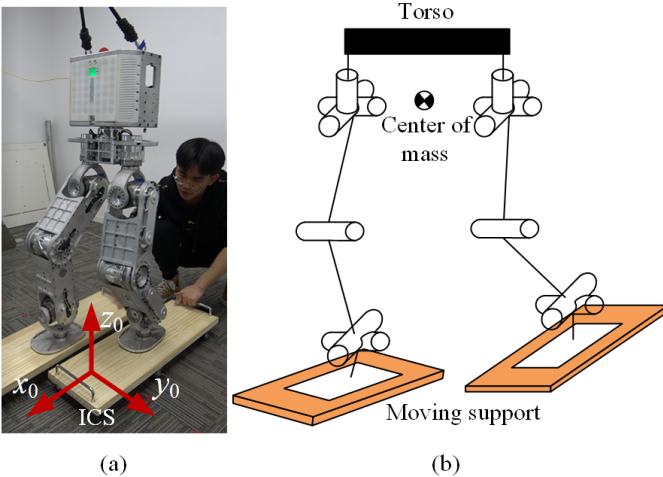 Torso
Center of
mass
z0
x0
y0
ICS
Moving support
(a)
(b)